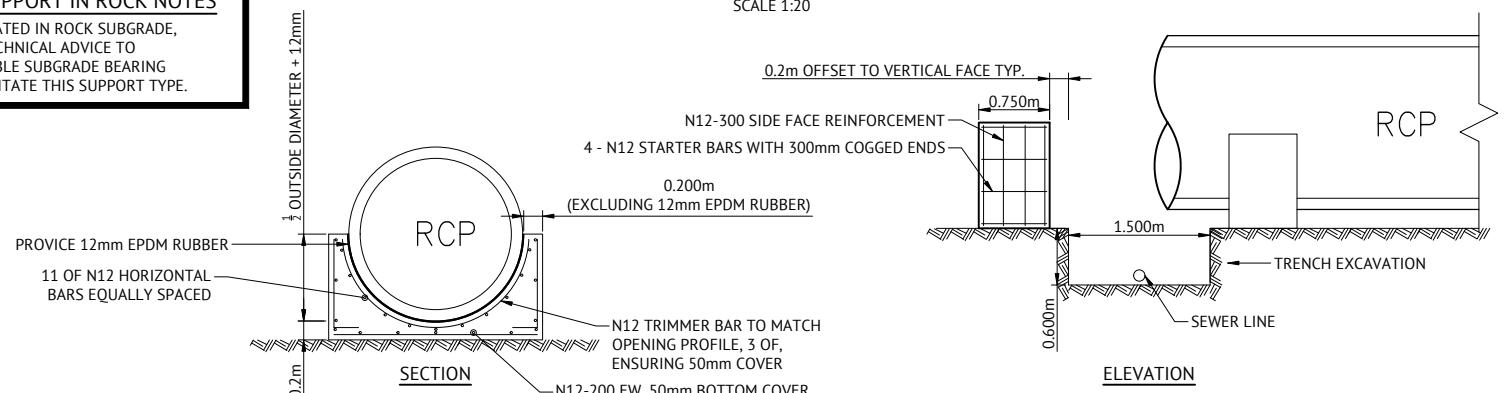 PPORT IN ROCK NOTES
ATED IN ROCK SUBGRADE,
CHNICAL ADVICE TO
BLE SUBGRADE BEARING
ITATE THIS SUPPORT TYPE.
SCALE 1:20
½ OUTSIDE DIAMETER + 12mm
RCP
0.200m
(EXCLUDING 12mm EPDM RUBBER)
PROVICE 12mm EPDM RUBBER
11 OF N12 HORIZONTAL
BARS EQUALLY SPACED
N12 TRIMMER BAR TO MATCH
OPENING PROFILE, 3 OF,
ENSURING 50mm COVER
N12-200 EW, 50mm BOTTOM COVER
0.2m
SECTION
0.2m OFFSET TO VERTICAL FACE TYP.
0.750m
N12-300 SIDE FACE REINFORCEMENT
4 - N12 STARTER BARS WITH 300mm COGGED ENDS
RCP
1.500m
TRENCH EXCAVATION
SEWER LINE
0.600m
ELEVATION